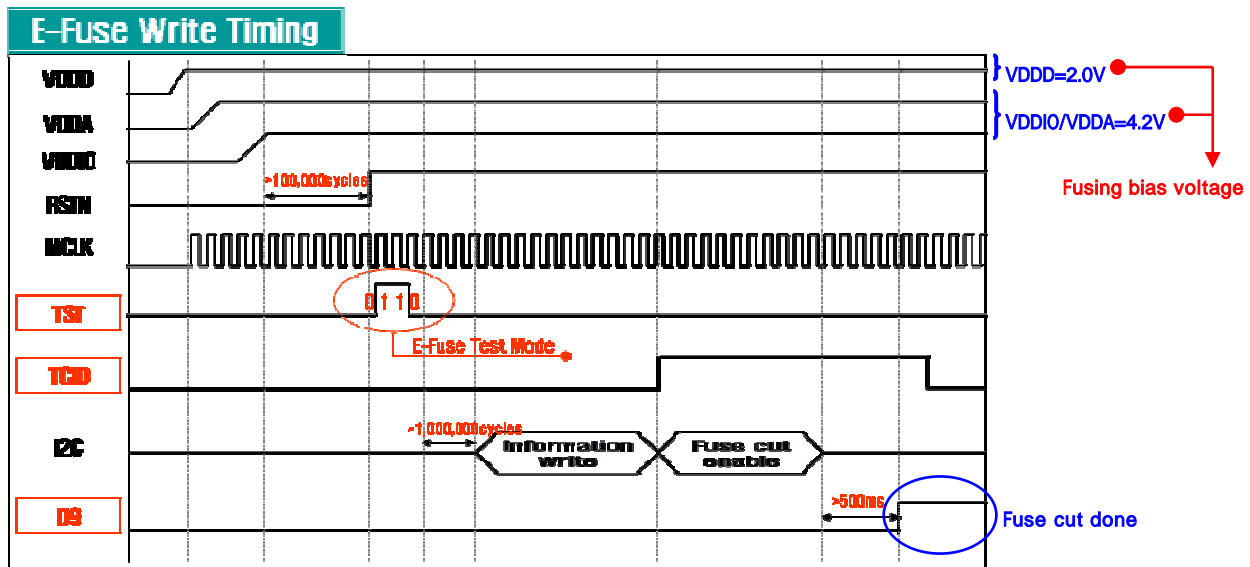 E-Fuse Write Timing
VDDD
VDDD=2.0V
VDDA
VDDIO/VDDA=4.2V
VDDIO
>100,000cycles
Fusing bias voltage
RSTN
MCLK
0 1 1 0
TST
E-Fuse Test Mode
I2C
1,000,000cycles
Information
write
Fuse cut
enable
>500ms
D9
Fuse cut done